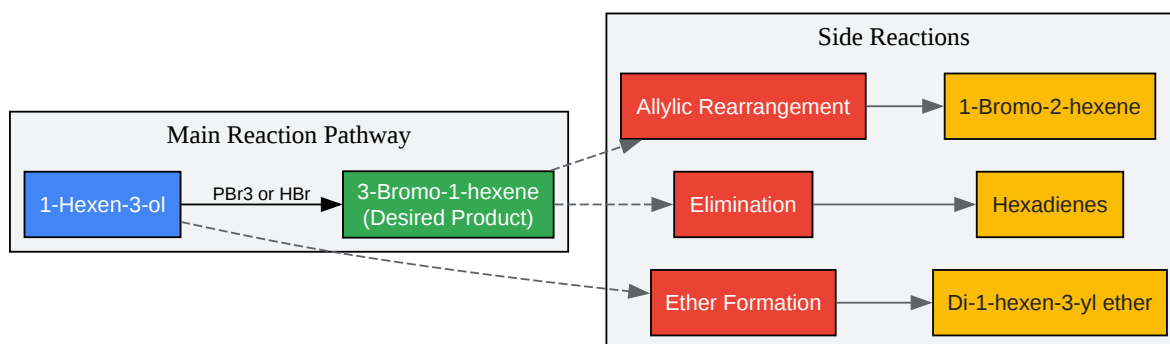 Side Reactions
Allylic Rearrangement
1-Bromo-2-hexene
Main Reaction Pathway
1-Hexen-3-ol
PBr3 or HBr
3-Bromo-1-hexene
(Desired Product)
Elimination
Hexadienes
Ether Formation
Di-1-hexen-3-yl ether